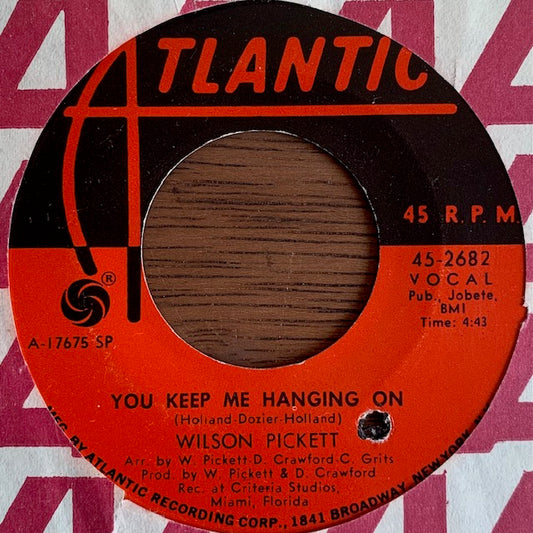 ATLANTIC
®
45 R.P.M
45-2682
VOCAL
Pub., Jobete,
BMI
Time: 4:43
A-17675 SP
YOU KEEP ME HANGING ON
(Holland-Dozier-Holland)
WILSON PICKETT
Arr. by W. Pickett-D. Crawford-C. Grits
Prod. by W. Pickett & D. Crawford
Rec. at Criteria Studios,
Miami, Florida
MFG. BY ATLANTIC RECORDING CORP., 1841 BROADWAY, NEW YORK